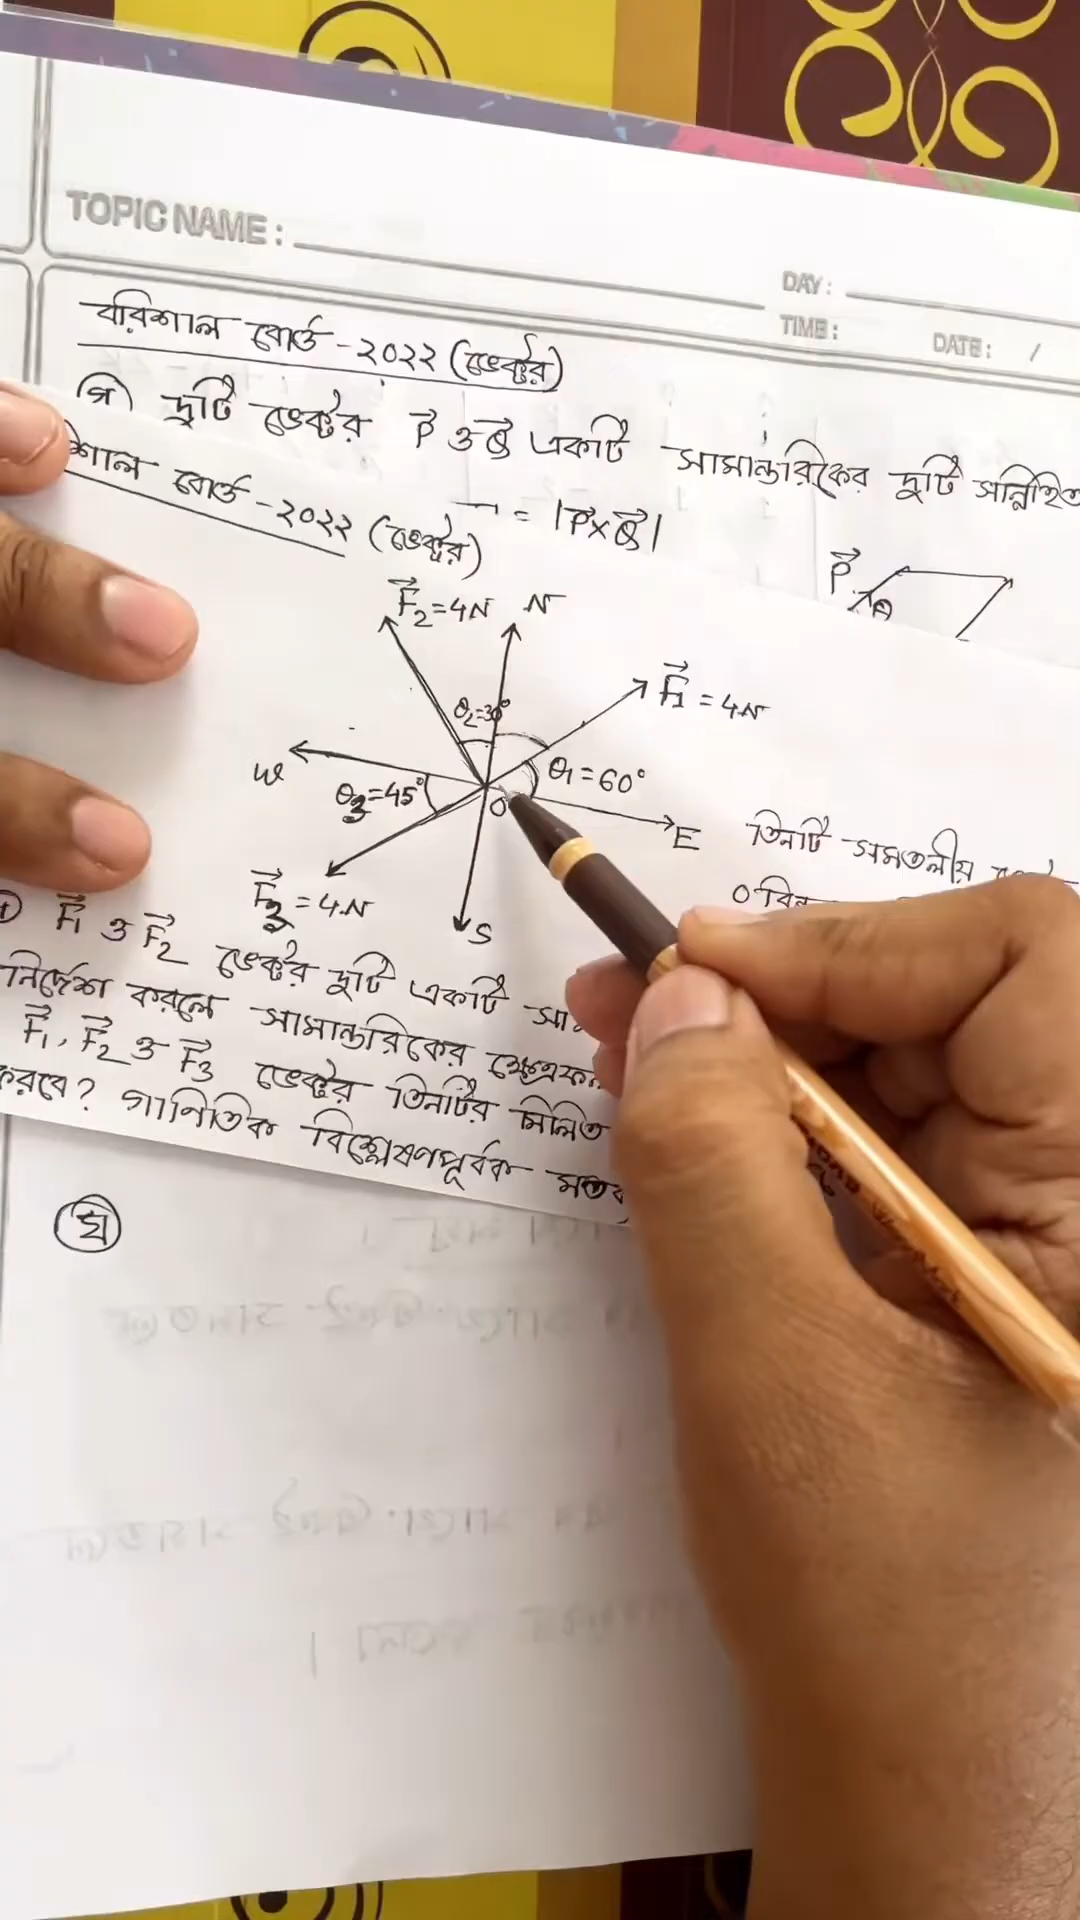 TOPIC NAME :
DAY :
TIME :
DATE : /
বরিশাল বোর্ড - ২০২২ (ভেক্টর)
গ) দুটি ভেক্টর P⃗ ও Q⃗ একটি সামান্তরিকের দুটি সন্নিহিত
= |P⃗×Q⃗|
P⃗
θ
শাল বোর্ড - ২০২২ (ভেক্টর)
F⃗₂ = 4N
N
F⃗₁ = 4N
θ₂=30°
θ₁ = 60°
W
θ₃=45°
O
E
F⃗₃ = 4N
S
তিনটি সমতলীয়
O
F⃗₁ ও F⃗₂ ভেক্টর দুটি একটি
নির্দেশ করলে সামান্তরিকের
F⃗₁, F⃗₂ ও F⃗₃ ভেক্টর তিনটির মিলিত
করবে? গাণিতিক বিশ্লেষণপূর্বক
ঘ